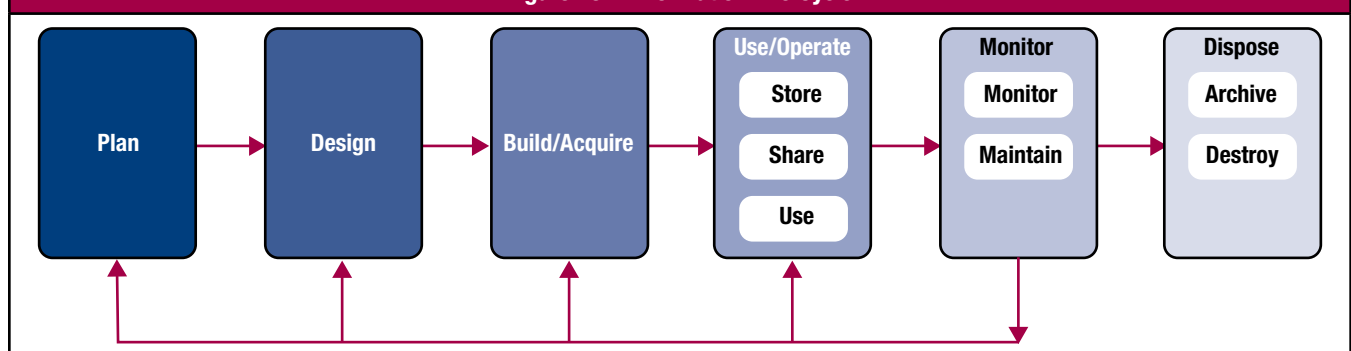 Plan
Design
Build/Acquire
Use/Operate
Store
Share
Use
Monitor
Monitor
Maintain
Dispose
Archive
Destroy